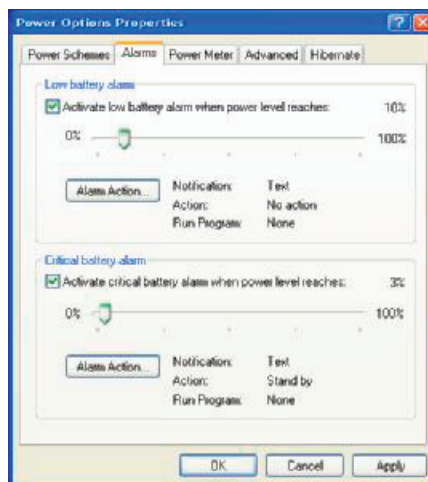 Power Options Properties
Power Schemes Alarms Power Meter Advanced Hibernate
Low battery alarm
Activate low battery alarm when power level reaches: 10%
0% 100%
Alarm Action... Notification: Text
Action: No action
Run Program: None
Critical battery alarm
Activate critical battery alarm when power level reaches: 3%
0% 100%
Alarm Action... Notification: Text
Action: Stand by
Run Program: None
OK Cancel Apply